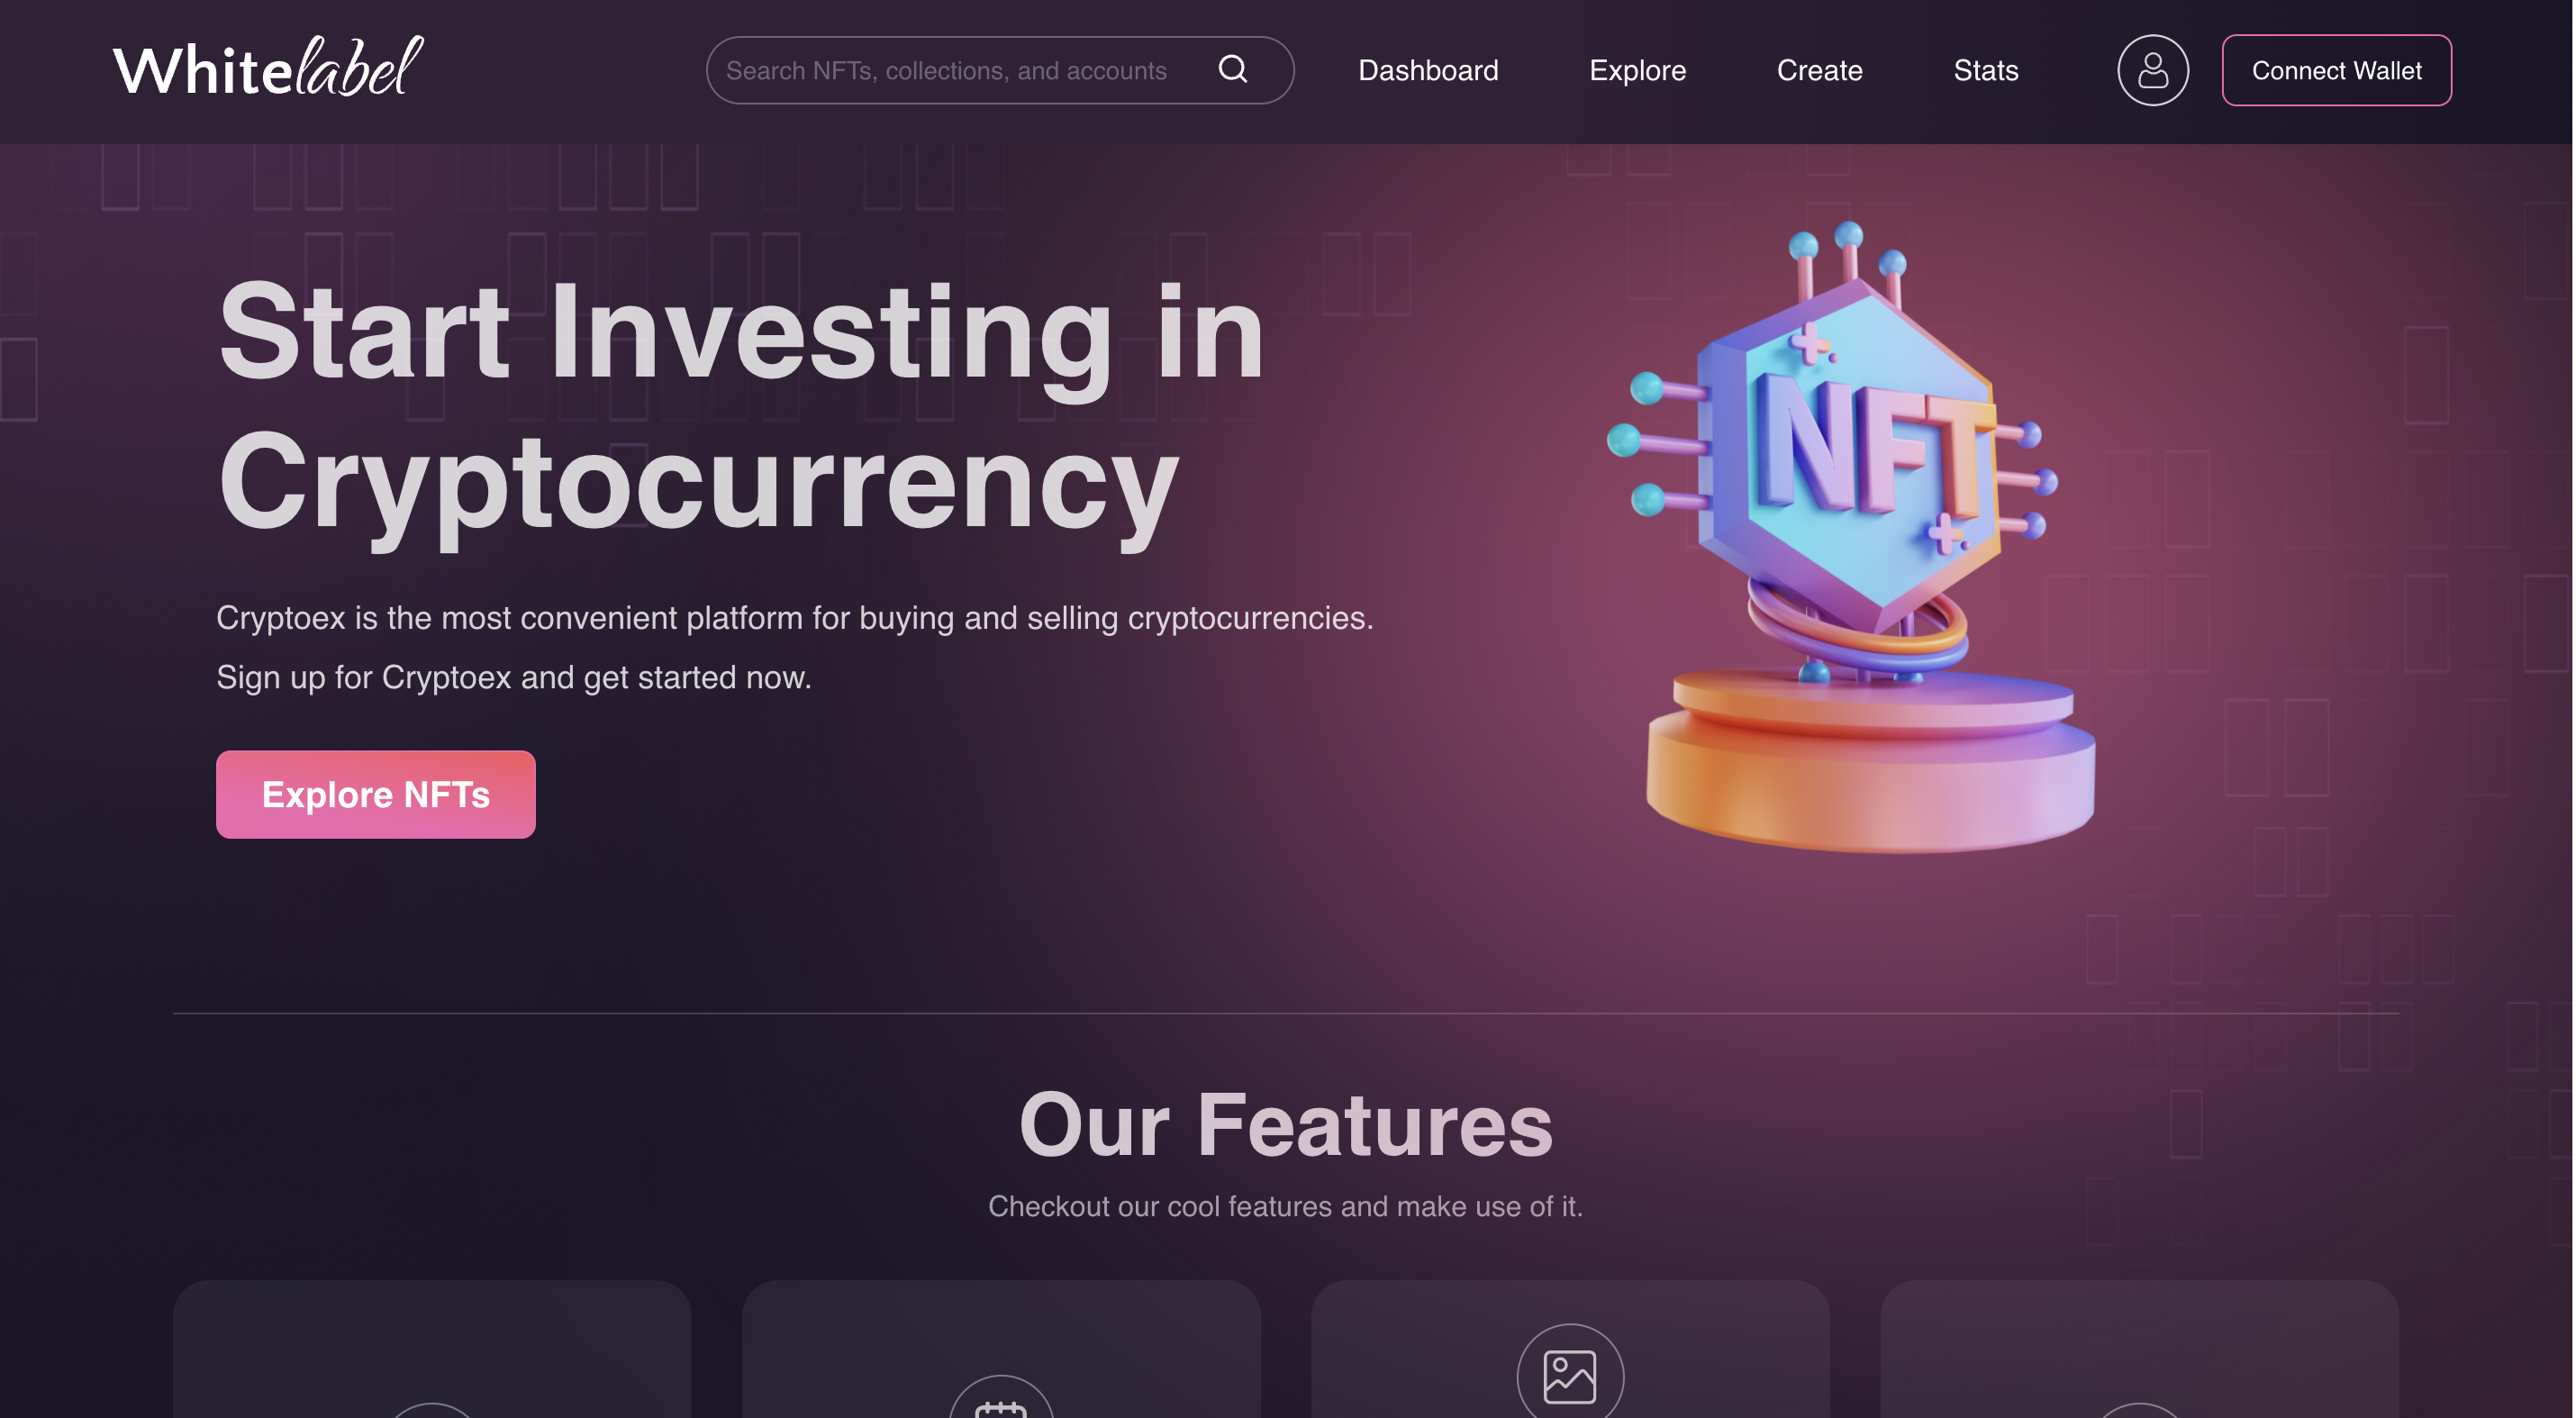 Whitelabel
Search NFTs, collections, and accounts
Dashboard
Explore
Create
Stats
Connect Wallet
Start Investing in
Cryptocurrency
Cryptoex is the most convenient platform for buying and selling cryptocurrencies.
Sign up for Cryptoex and get started now.
Explore NFTs
NFT
Our Features
Checkout our cool features and make use of it.